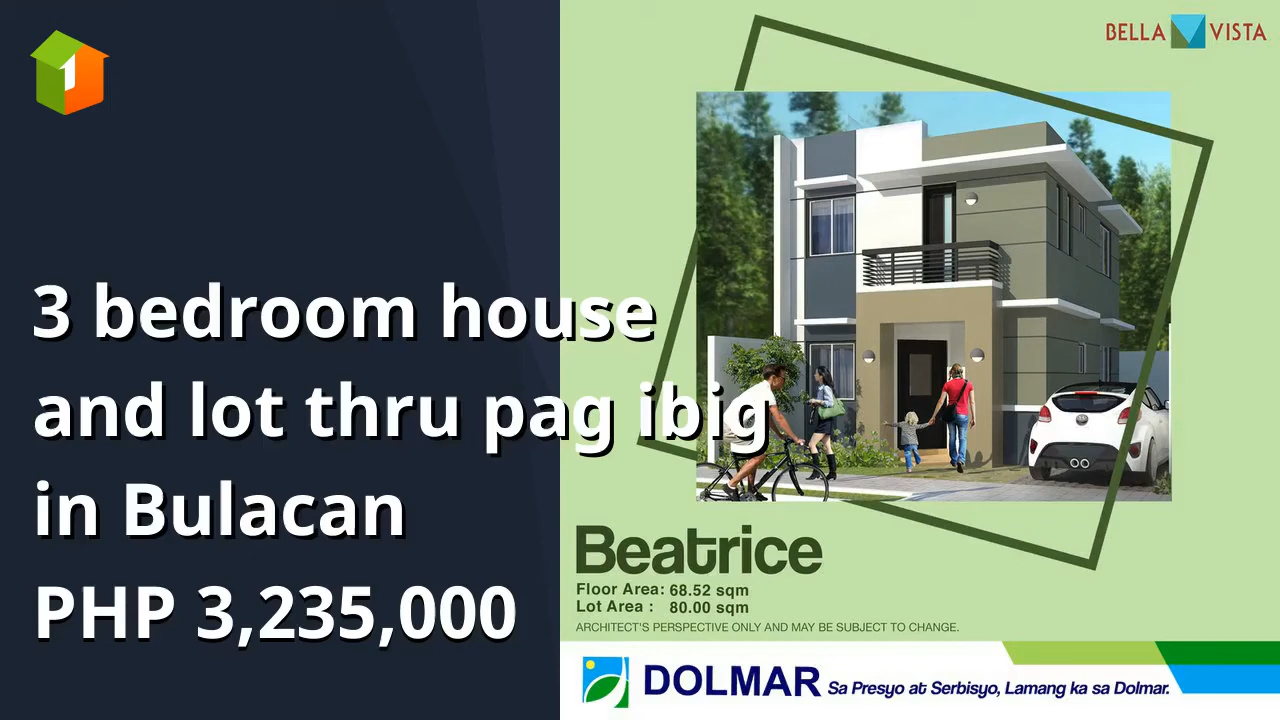 BELLA VISTA
3 bedroom house
and lot thru pag ibig
in Bulacan
PHP 3,235,000
Beatrice
Floor Area: 68.52 sqm
Lot Area : 80.00 sqm
ARCHITECT'S PERSPECTIVE ONLY AND MAY BE SUBJECT TO CHANGE.
DOLMAR Sa Presyo at Serbisyo, Lamang ka sa Dolmar.